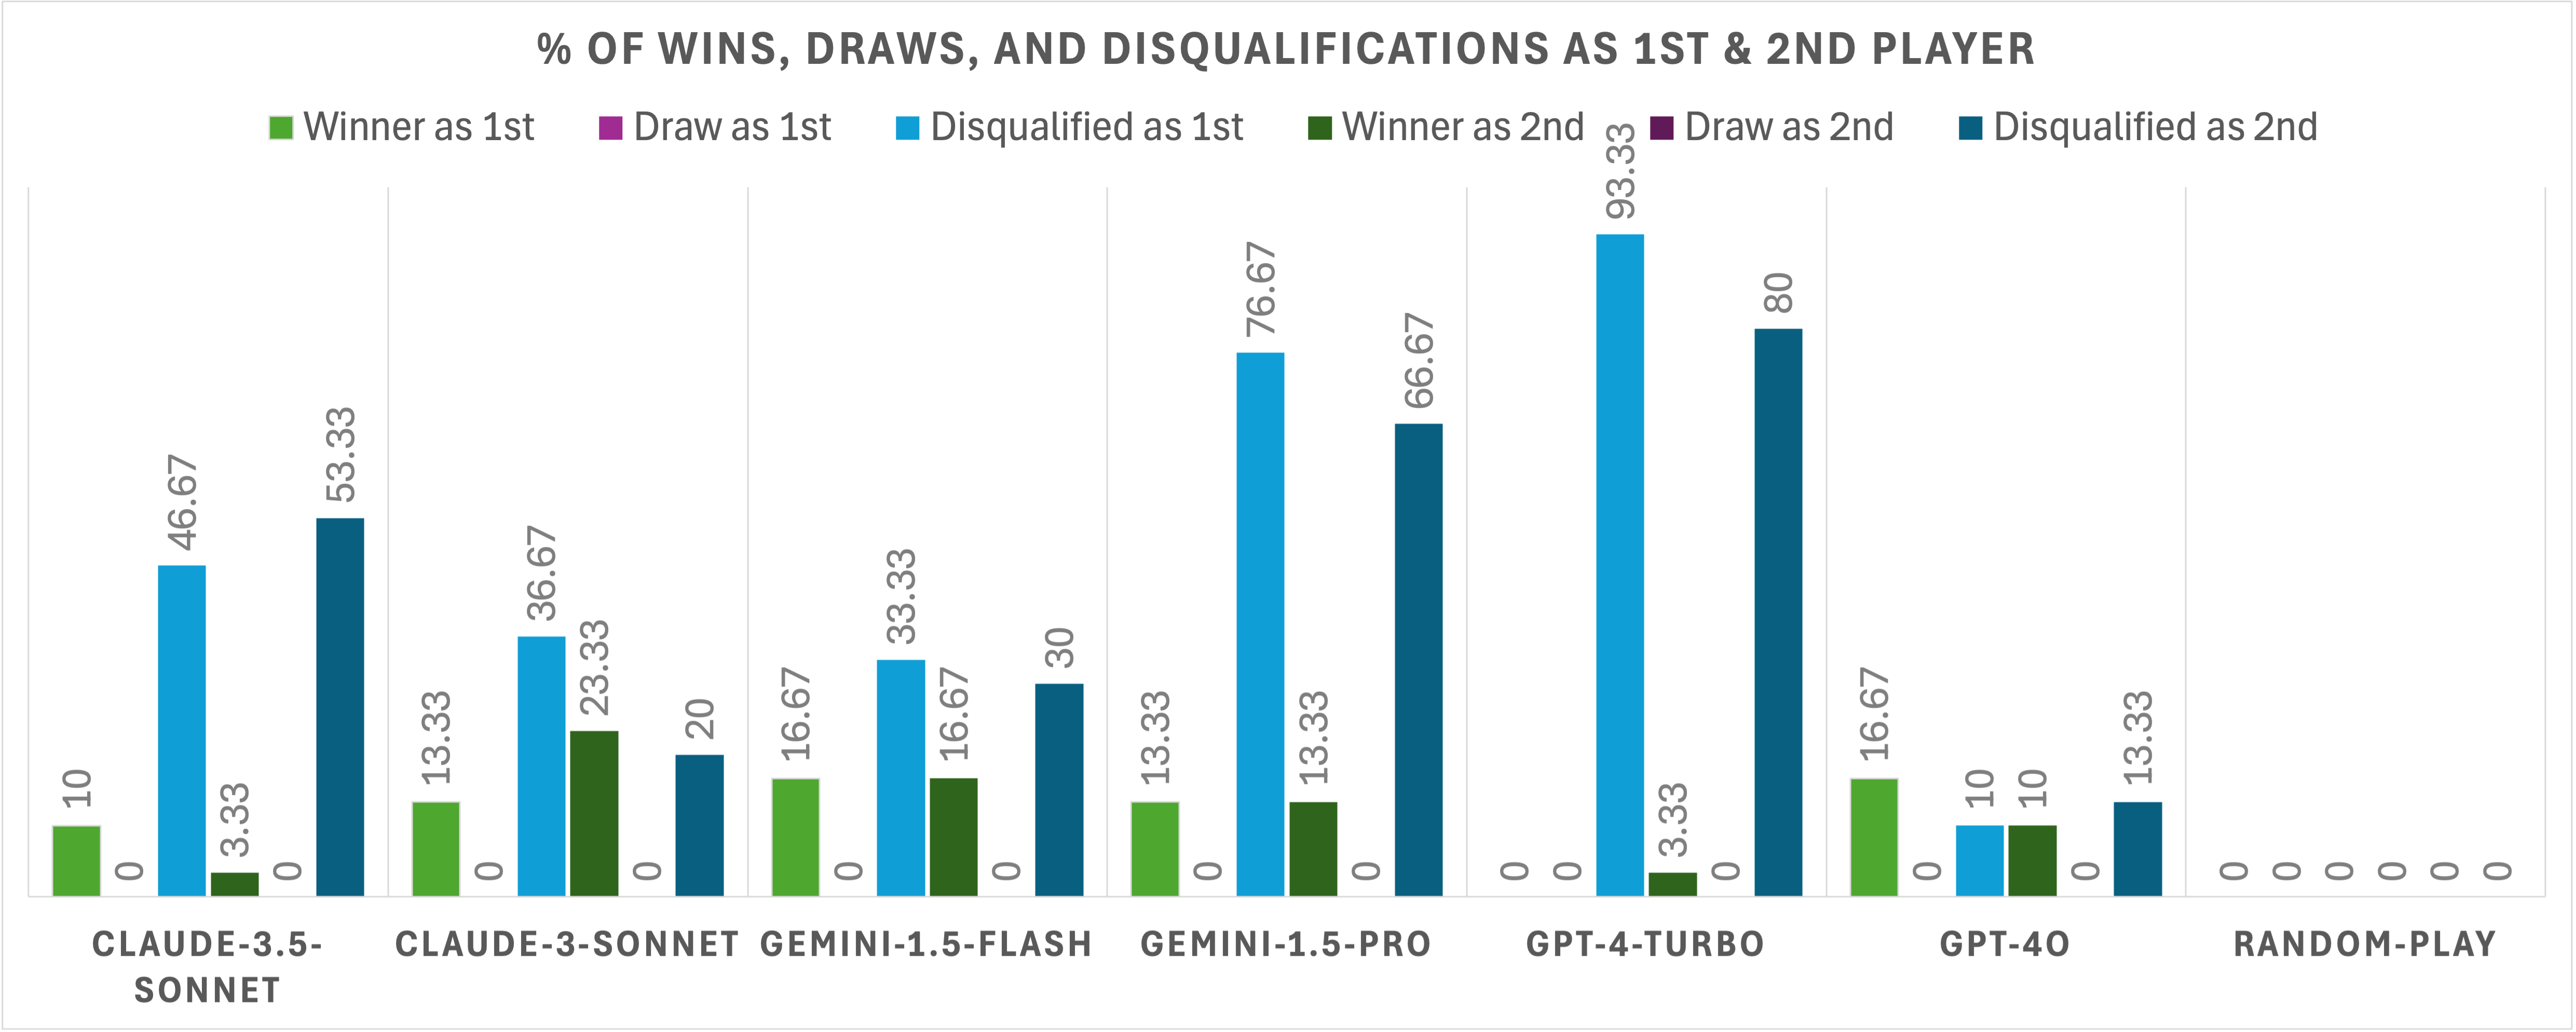 % OF WINS, DRAWS, AND DISQUALIFICATIONS AS 1ST & 2ND PLAYER
Winner as 1st Draw as 1st Disqualified as 1st Winner as 2nd Draw as 2nd Disqualified as 2nd
10 0 46.67 3.33 0 53.33
13.33 0 36.67 23.33 0 20
16.67 0 33.33 16.67 0 30
13.33 0 76.67 13.33 0 66.67
0 0 93.33 3.33 0 80
16.67 0 10 10 0 13.33
0 0 0 0 0 0
CLAUDE-3.5-
SONNET
CLAUDE-3-SONNET
GEMINI-1.5-FLASH
GEMINI-1.5-PRO
GPT-4-TURBO
GPT-4O
RANDOM-PLAY